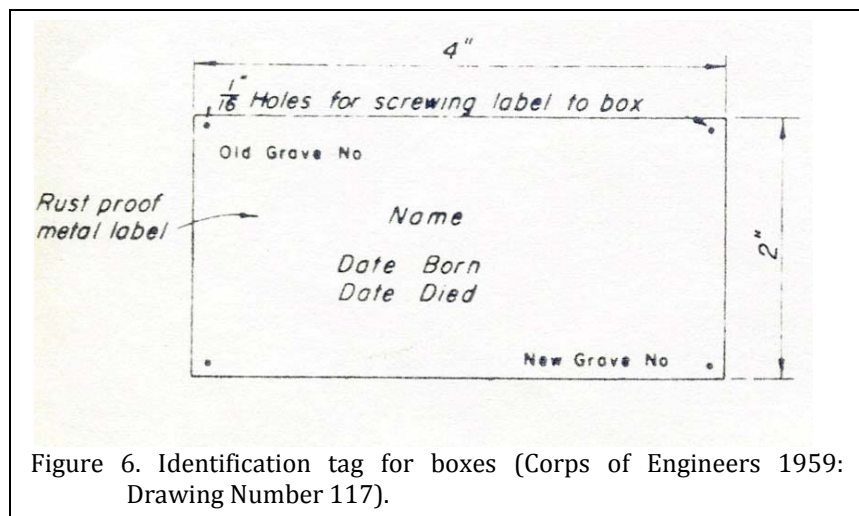 4"
1/16" Holes for screwing label to box
Old Grave No
Rust proof
metal label
Name
2"
Date Born
Date Died
New Grave No
Figure 6. Identification tag for boxes (Corps of Engineers 1959:
Drawing Number 117).